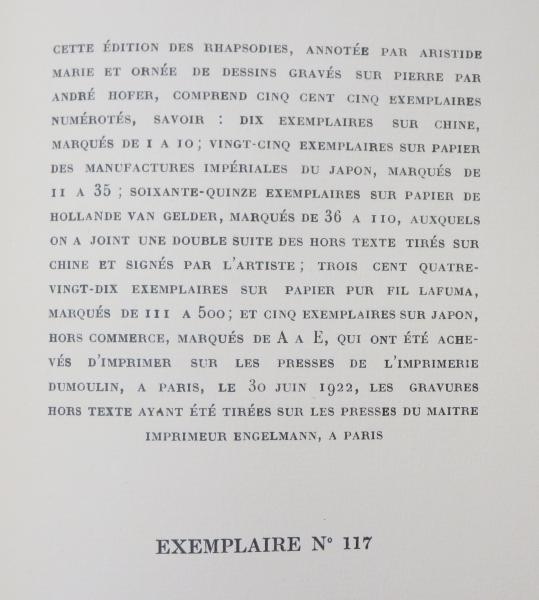 CETTE ÉDITION DES RHAPSODIES, ANNOTÉE PAR ARISTIDE
MARIE ET ORNÉE DE DESSINS GRAVÉS SUR PIERRE PAR
ANDRÉ HOFER, COMPREND CINQ CENT CINQ EXEMPLAIRES
NUMÉROTÉS, SAVOIR : DIX EXEMPLAIRES SUR CHINE,
MARQUÉS DE 1 A 10 ; VINGT-CINQ EXEMPLAIRES SUR PAPIER
DES MANUFACTURES IMPÉRIALES DU JAPON, MARQUÉS DE
11 A 35 ; SOIXANTE-QUINZE EXEMPLAIRES SUR PAPIER DE
HOLLANDE VAN GELDER, MARQUÉS DE 36 A 110, AUXQUELS
ON A JOINT UNE DOUBLE SUITE DES HORS TEXTE TIRÉS SUR
CHINE ET SIGNÉS PAR L'ARTISTE ; TROIS CENT QUATRE-
VINGT-DIX EXEMPLAIRES SUR PAPIER PUR FIL LAFUMA,
MARQUÉS DE 111 A 500 ; ET CINQ EXEMPLAIRES SUR JAPON,
HORS COMMERCE, MARQUÉS DE A A E, QUI ONT ÉTÉ ACHE-
VÉS D'IMPRIMER SUR LES PRESSES DE L'IMPRIMERIE
DUMOULIN, A PARIS, LE 30 JUIN 1922, LES GRAVURES
HORS TEXTE AYANT ÉTÉ TIRÉES SUR LES PRESSES DU MAITRE
IMPRIMEUR ENGELMANN, A PARIS
EXEMPLAIRE N° 117